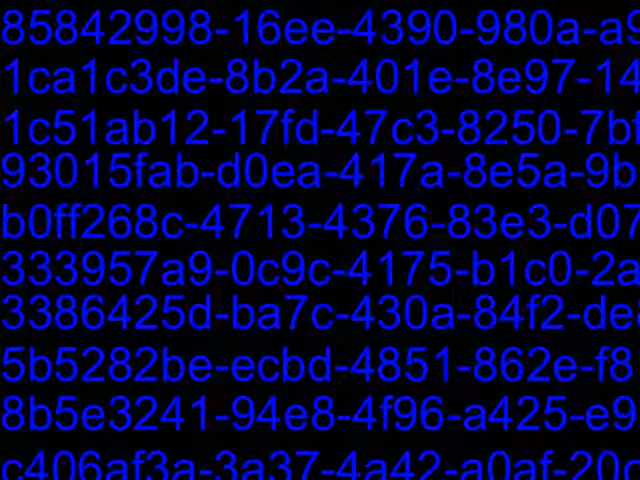 85842998-16ee-4390-980a-a9
1ca1c3de-8b2a-401e-8e97-14
1c51ab12-17fd-47c3-8250-7bf
93015fab-d0ea-417a-8e5a-9b
b0ff268c-4713-4376-83e3-d07
333957a9-0c9c-4175-b1c0-2a
3386425d-ba7c-430a-84f2-de
5b5282be-ecbd-4851-862e-f8
8b5e3241-94e8-4f96-a425-e9
c406af3a-3a37-4a42-a0af-20